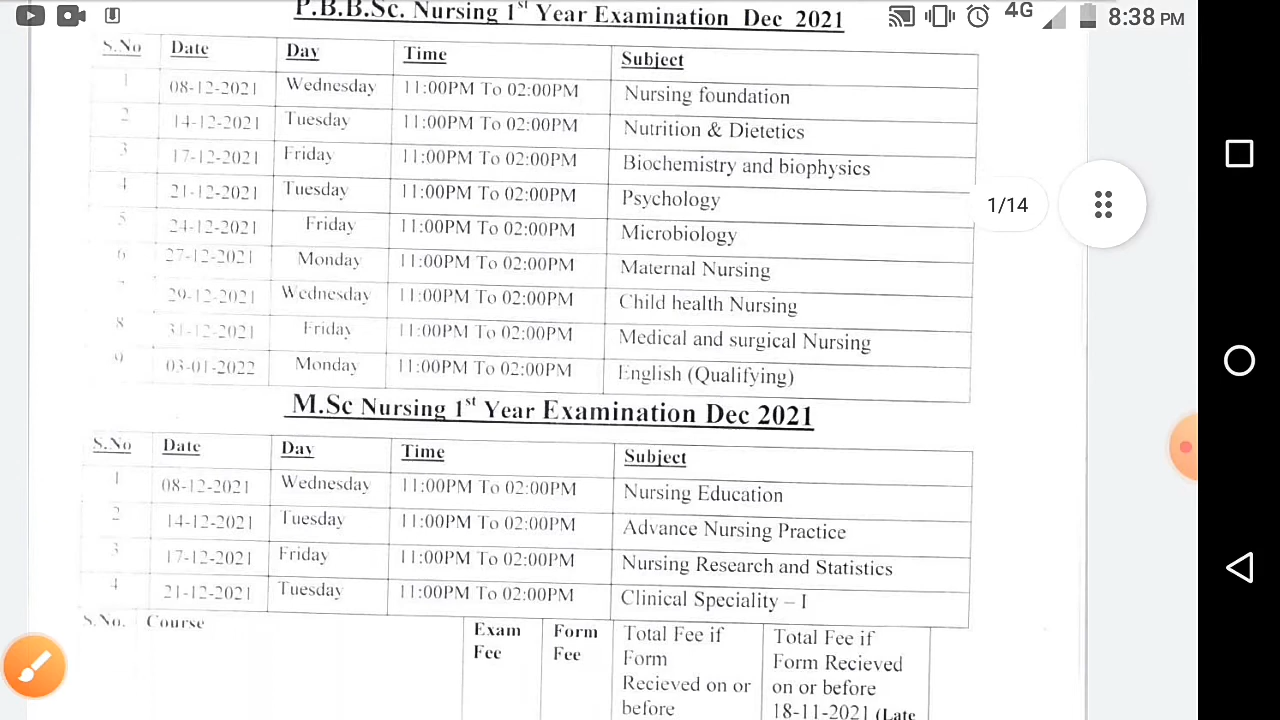 4G 8:38 PM
P.B.B.Sc. Nursing 1st Year Examination Dec 2021
S.No Date Day Time Subject
1 08-12-2021 Wednesday 11:00PM To 02:00PM Nursing foundation
2 14-12-2021 Tuesday 11:00PM To 02:00PM Nutrition & Dietetics
3 17-12-2021 Friday 11:00PM To 02:00PM Biochemistry and biophysics
4 21-12-2021 Tuesday 11:00PM To 02:00PM Psychology
1/14
5 24-12-2021 Friday 11:00PM To 02:00PM Microbiology
6 27-12-2021 Monday 11:00PM To 02:00PM Maternal Nursing
29-12-2021 Wednesday 11:00PM To 02:00PM Child health Nursing
8 31-12-2021 Friday 11:00PM To 02:00PM Medical and surgical Nursing
9 03-01-2022 Monday 11:00PM To 02:00PM English (Qualifying)
M.Sc Nursing 1st Year Examination Dec 2021
S.No Date Day Time Subject
1 08-12-2021 Wednesday 11:00PM To 02:00PM Nursing Education
2 14-12-2021 Tuesday 11:00PM To 02:00PM Advance Nursing Practice
3 17-12-2021 Friday 11:00PM To 02:00PM Nursing Research and Statistics
4 21-12-2021 Tuesday 11:00PM To 02:00PM Clinical Speciality – I
S.No. Course Exam Form Total Fee if Total Fee if
Fee Fee Form Form Recieved
Recieved on or on or before
before 18-11-2021 (Late